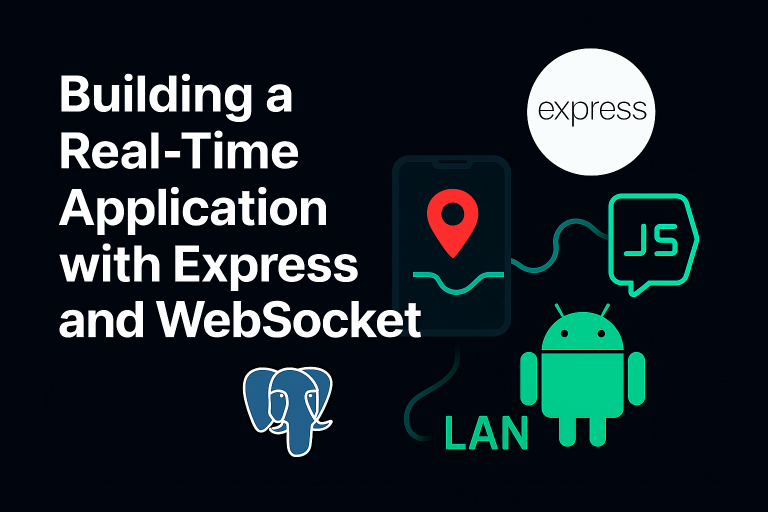 Building a
Real-Time
Application
with Express
and WebSocket
express
JS
LAN